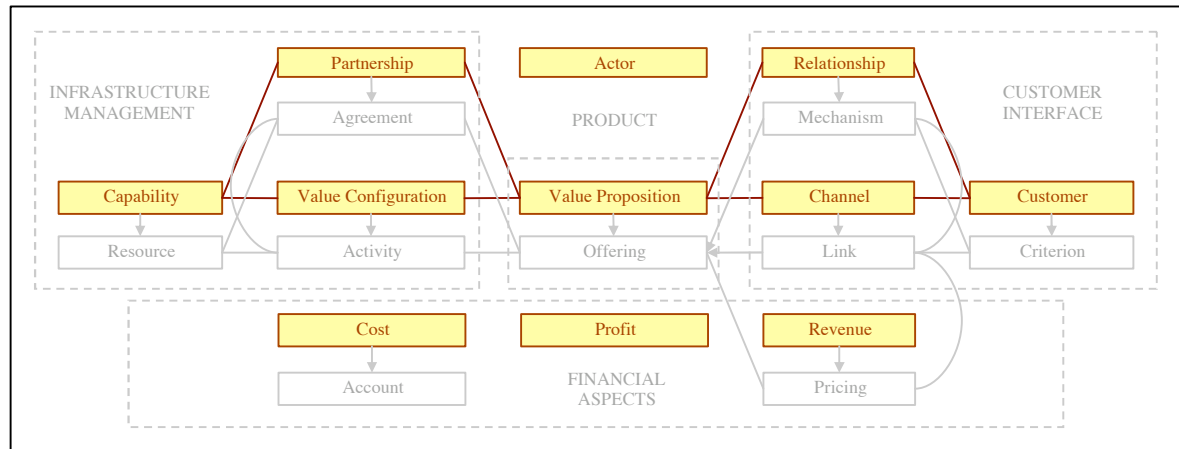 Partnership
Actor
Relationship
INFRASTRUCTURE
MANAGEMENT
CUSTOMER
INTERFACE
Agreement
PRODUCT
Mechanism
Capability
Value Configuration
Value Proposition
Channel
Customer
Resource
Activity
Offering
Link
Criterion
Cost
Profit
Revenue
Account
FINANCIAL
ASPECTS
Pricing